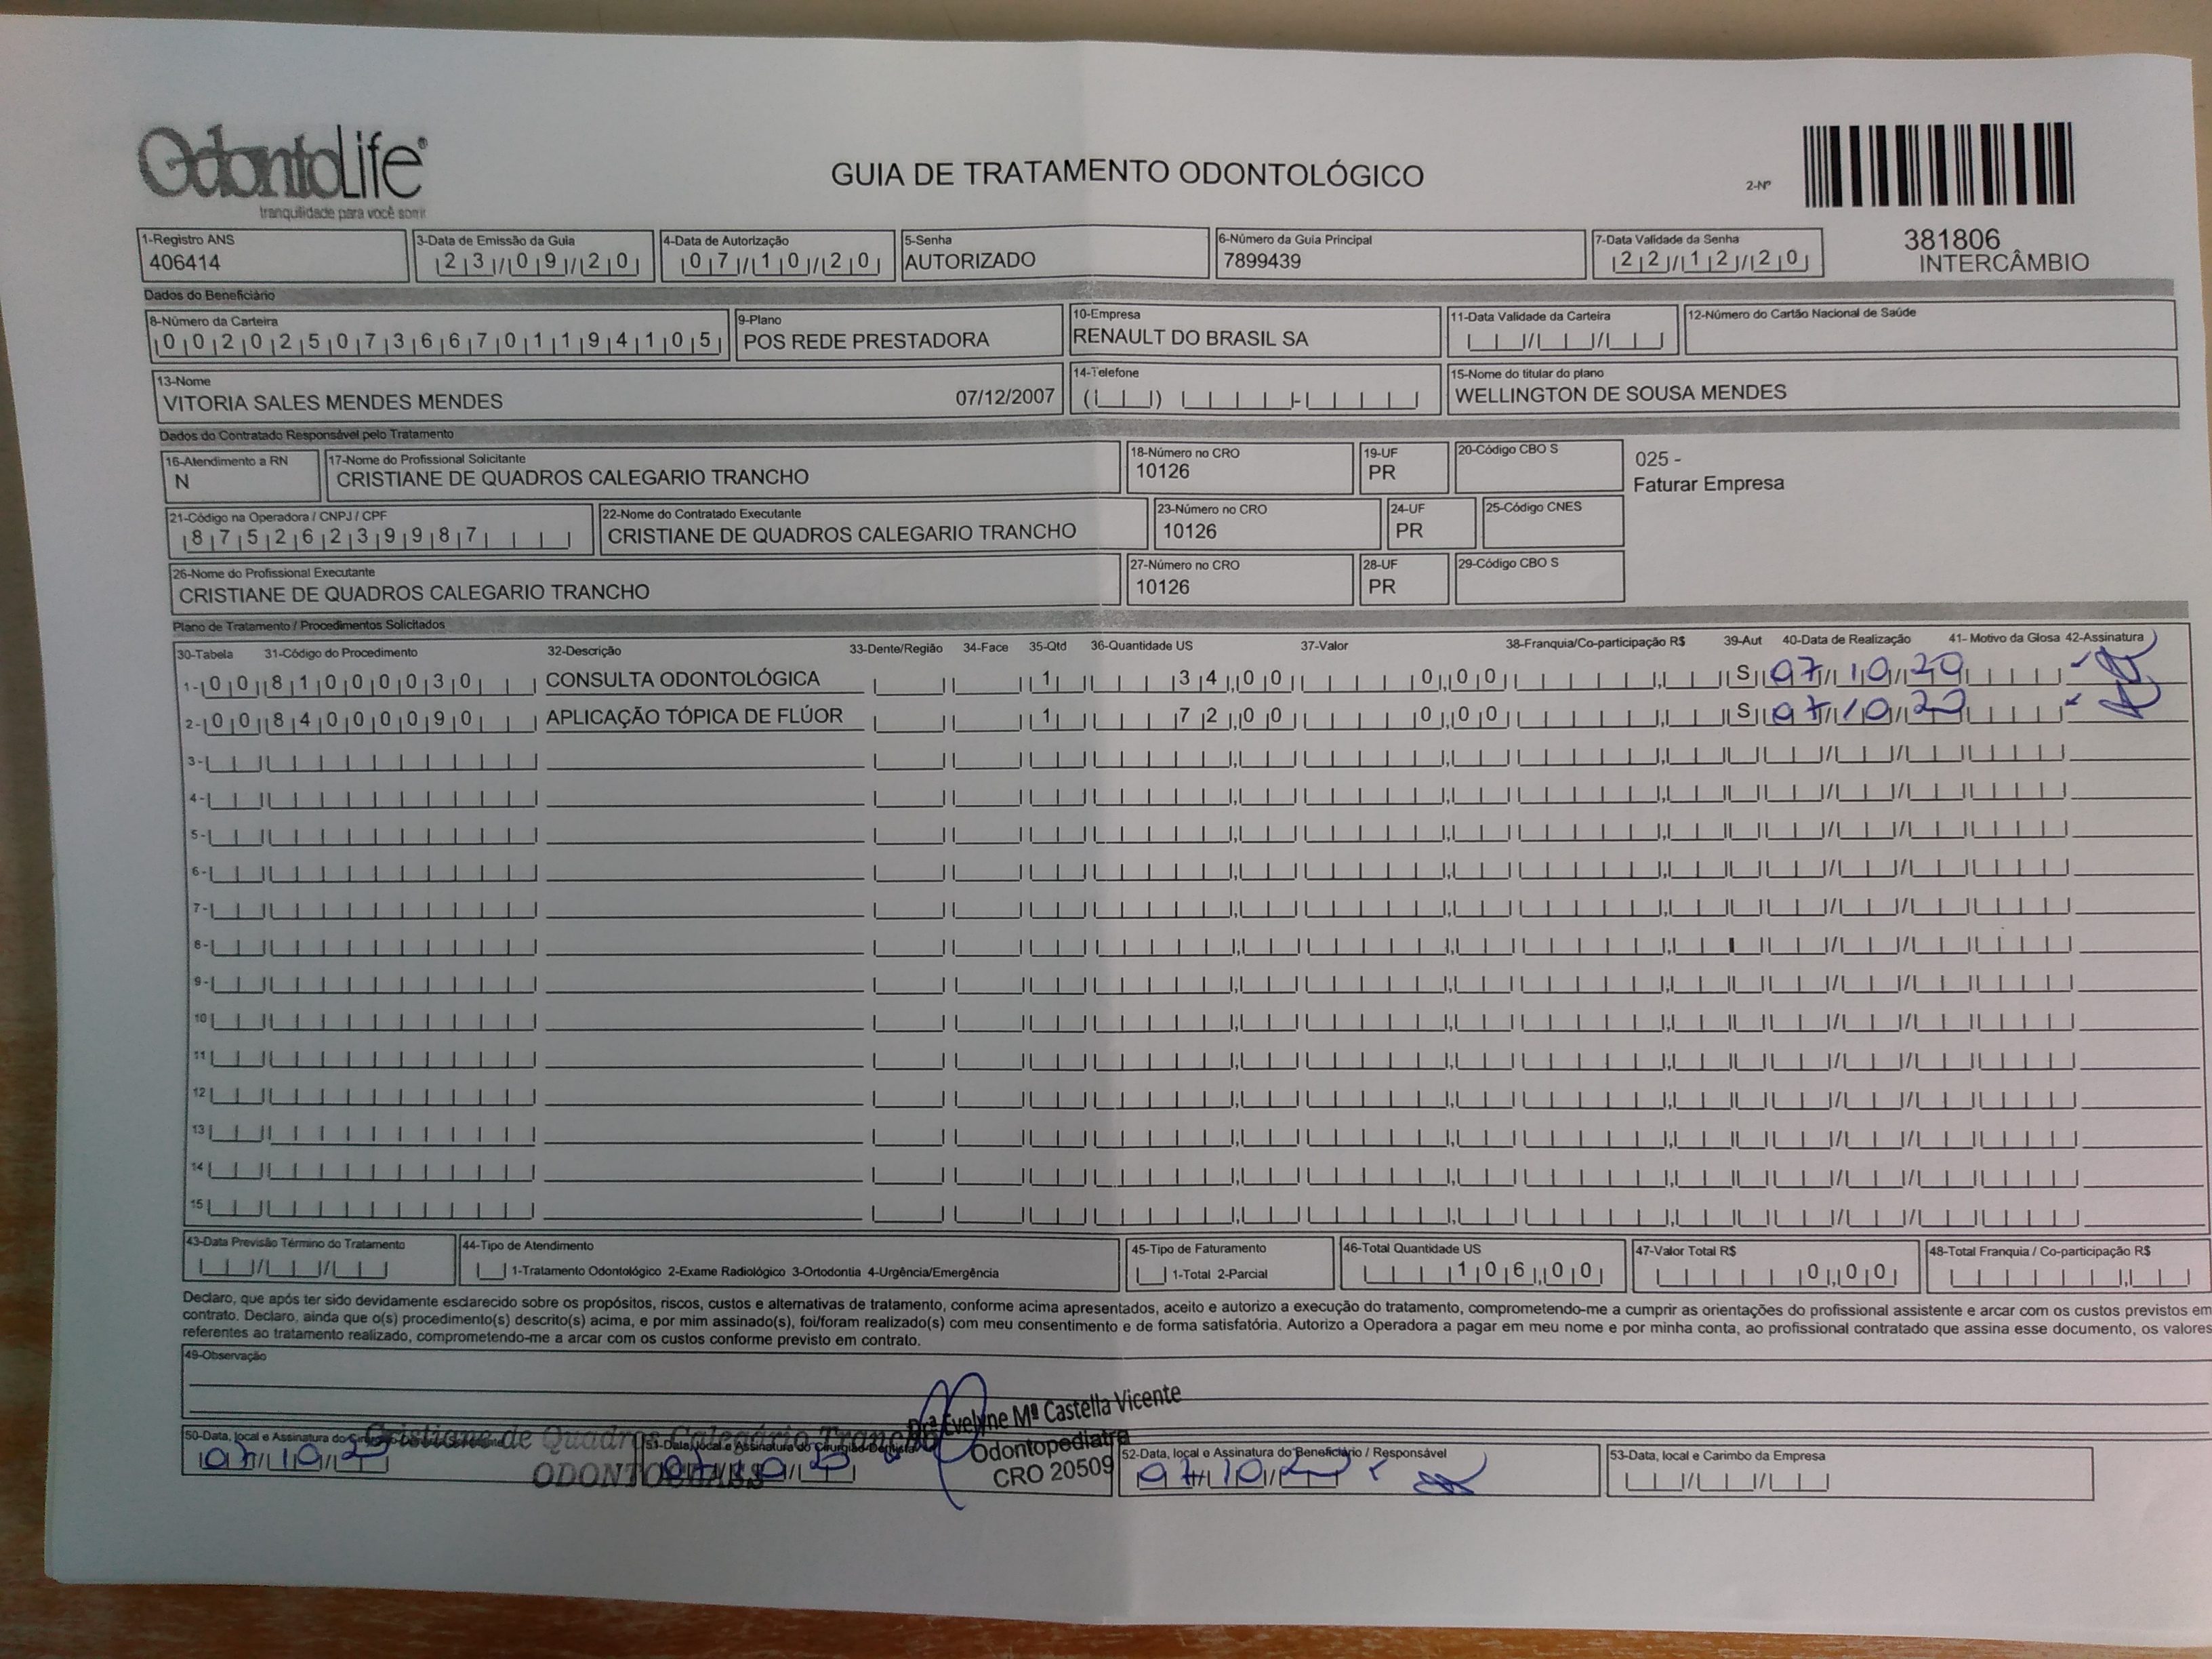 OdontoLife®
tranquilidade para você sorrir
GUIA DE TRATAMENTO ODONTOLÓGICO
2-Nº
381806
INTERCÂMBIO
1-Registro ANS
406414
3-Data de Emissão da Guia
23/09/20
4-Data de Autorização
07/10/20
5-Senha
AUTORIZADO
6-Número da Guia Principal
7899439
7-Data Validade da Senha
22/12/20
Dados do Beneficiário
8-Número da Carteira
00202507366701194105
9-Plano
POS REDE PRESTADORA
10-Empresa
RENAULT DO BRASIL SA
11-Data Validade da Carteira
12-Número do Cartão Nacional de Saúde
13-Nome
VITORIA SALES MENDES MENDES 07/12/2007
14-Telefone
15-Nome do titular do plano
WELLINGTON DE SOUSA MENDES
Dados do Contratado Responsável pelo Tratamento
16-Atendimento a RN
N
17-Nome do Profissional Solicitante
CRISTIANE DE QUADROS CALEGARIO TRANCHO
18-Número no CRO
10126
19-UF
PR
20-Código CBO S
025 -
Faturar Empresa
21-Código na Operadora / CNPJ / CPF
87526239987
22-Nome do Contratado Executante
CRISTIANE DE QUADROS CALEGARIO TRANCHO
23-Número no CRO
10126
24-UF
PR
25-Código CNES
26-Nome do Profissional Executante
CRISTIANE DE QUADROS CALEGARIO TRANCHO
27-Número no CRO
10126
28-UF
PR
29-Código CBO S
Plano de Tratamento / Procedimentos Solicitados
30-Tabela 31-Código do Procedimento 32-Descrição 33-Dente/Região 34-Face 35-Qtd 36-Quantidade US 37-Valor 38-Franquia/Co-participação R$ 39-Aut 40-Data de Realização 41- Motivo da Glosa 42-Assinatura
1- 00 81000030 CONSULTA ODONTOLÓGICA 1 34,00 0,00 S 07/10/20
2- 00 84000090 APLICAÇÃO TÓPICA DE FLÚOR 1 72,00 0,00 S 07/10/20
3-
4-
5-
6-
7-
8-
9-
10
11
12
13
14
15
43-Data Previsão Término do Tratamento
44-Tipo de Atendimento
1-Tratamento Odontológico 2-Exame Radiológico 3-Ortodontia 4-Urgência/Emergência
45-Tipo de Faturamento
1-Total 2-Parcial
46-Total Quantidade US
106,00
47-Valor Total R$
0,00
48-Total Franquia / Co-participação R$
Declaro, que após ter sido devidamente esclarecido sobre os propósitos, riscos, custos e alternativas de tratamento, conforme acima apresentados, aceito e autorizo a execução do tratamento, comprometendo-me a cumprir as orientações do profissional assistente e arcar com os custos previstos em
contrato. Declaro, ainda que o(s) procedimento(s) descrito(s) acima, e por mim assinado(s), foi/foram realizado(s) com meu consentimento e de forma satisfatória. Autorizo a Operadora a pagar em meu nome e por minha conta, ao profissional contratado que assina esse documento, os valores
referentes ao tratamento realizado, comprometendo-me a arcar com os custos conforme previsto em contrato.
49-Observação
Drª Evelyne Mª Castella Vicente
Odontopediatra
CRO 20509
Cristiane de Quadros Calegário Trancho
50-Data, local e Assinatura do
07/10/20
51-Data, local e Assinatura do Cirurgião-Dentista
52-Data, local e Assinatura do Beneficiário / Responsável
07/10/20
53-Data, local e Carimbo da Empresa